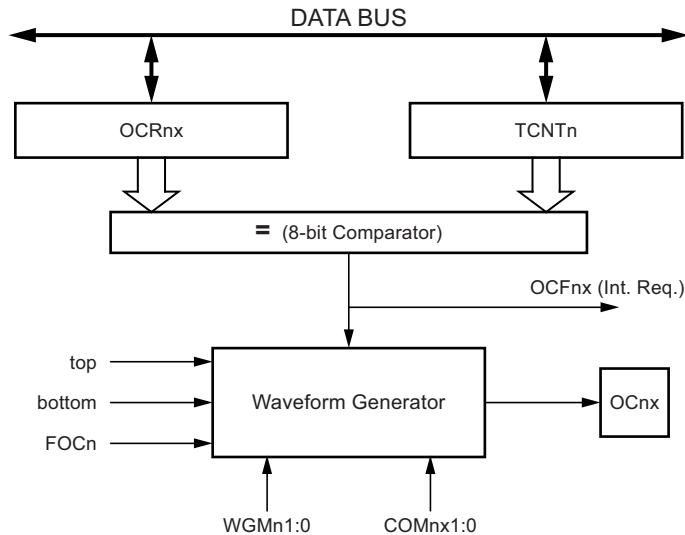 DATA BUS
OCRnx
TCNTn
= (8-bit Comparator)
OCFnx (Int. Req.)
top
bottom
FOCn
Waveform Generator
OCnx
WGMn1:0
COMnx1:0